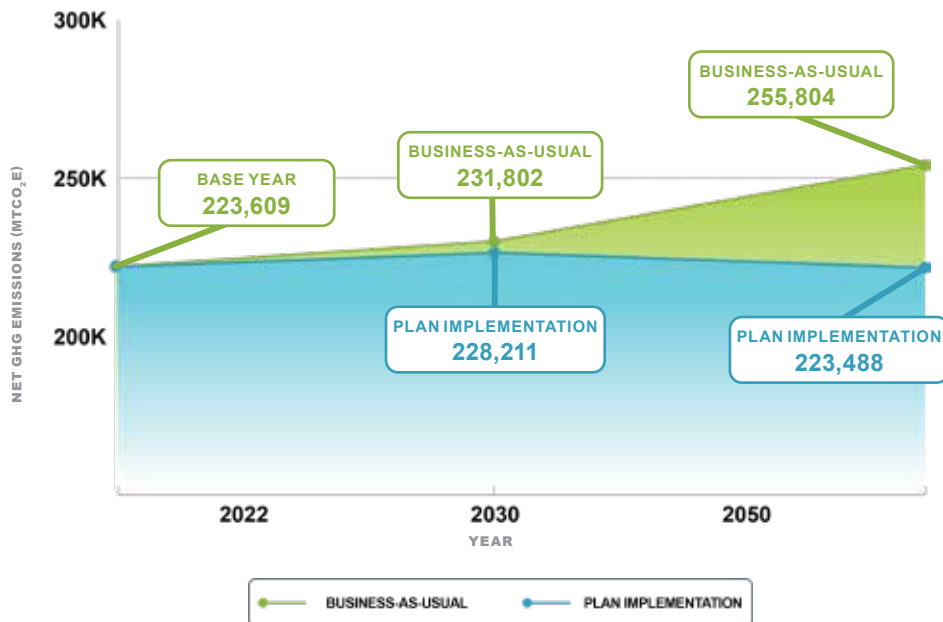 300K
BUSINESS-AS-USUAL
255,804
BUSINESS-AS-USUAL
231,802
250K
BASE YEAR
223,609
NET GHG EMISSIONS (MTCO₂E)
200K
PLAN IMPLEMENTATION
228,211
PLAN IMPLEMENTATION
223,488
2022
2030
2050
YEAR
BUSINESS-AS-USUAL
PLAN IMPLEMENTATION